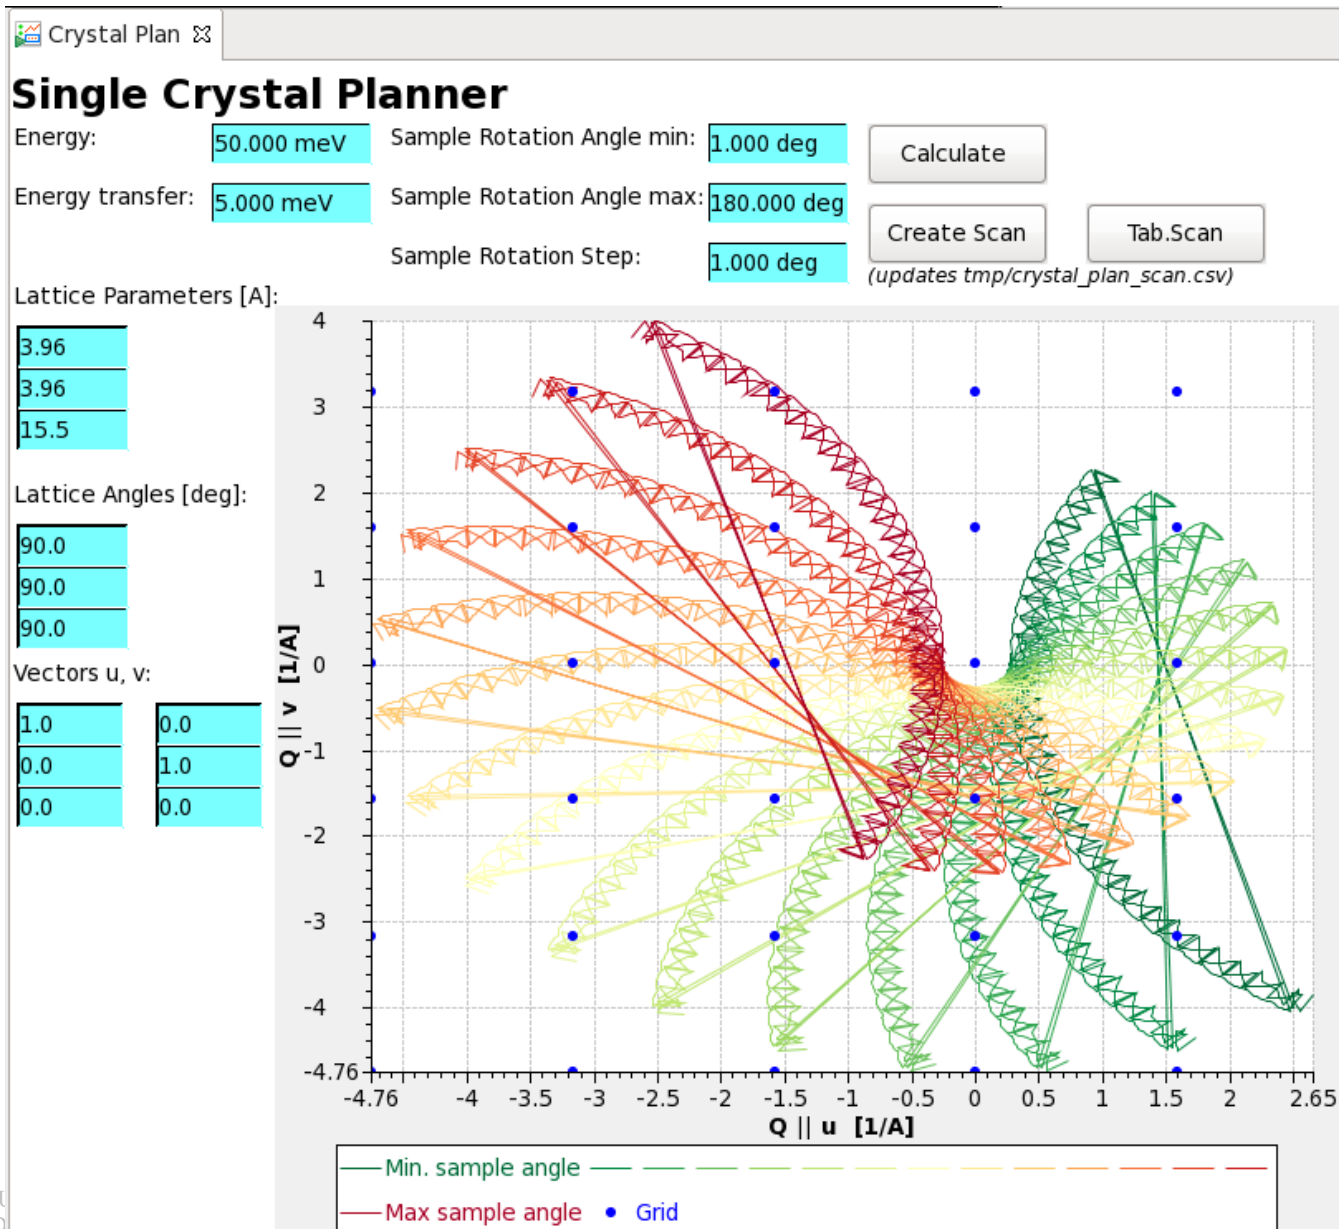 Crystal Plan
Single Crystal Planner
Energy: 50.000 meV Sample Rotation Angle min: 1.000 deg Calculate
Energy transfer: 5.000 meV Sample Rotation Angle max: 180.000 deg
Create Scan Tab.Scan
Sample Rotation Step: 1.000 deg
(updates tmp/crystal_plan_scan.csv)
Lattice Parameters [A]:
3.96
3.96
15.5
Lattice Angles [deg]:
90.0
90.0
90.0
Vectors u, v:
1.0 0.0
0.0 1.0
0.0 0.0
Q || v [1/A]
4
3
2
1
0
-1
-2
-3
-4
-4.76
-4.76 -4 -3.5 -3 -2.5 -2 -1.5 -1 -0.5 0 0.5 1 1.5 2 2.65
Q || u [1/A]
Min. sample angle
Max sample angle Grid